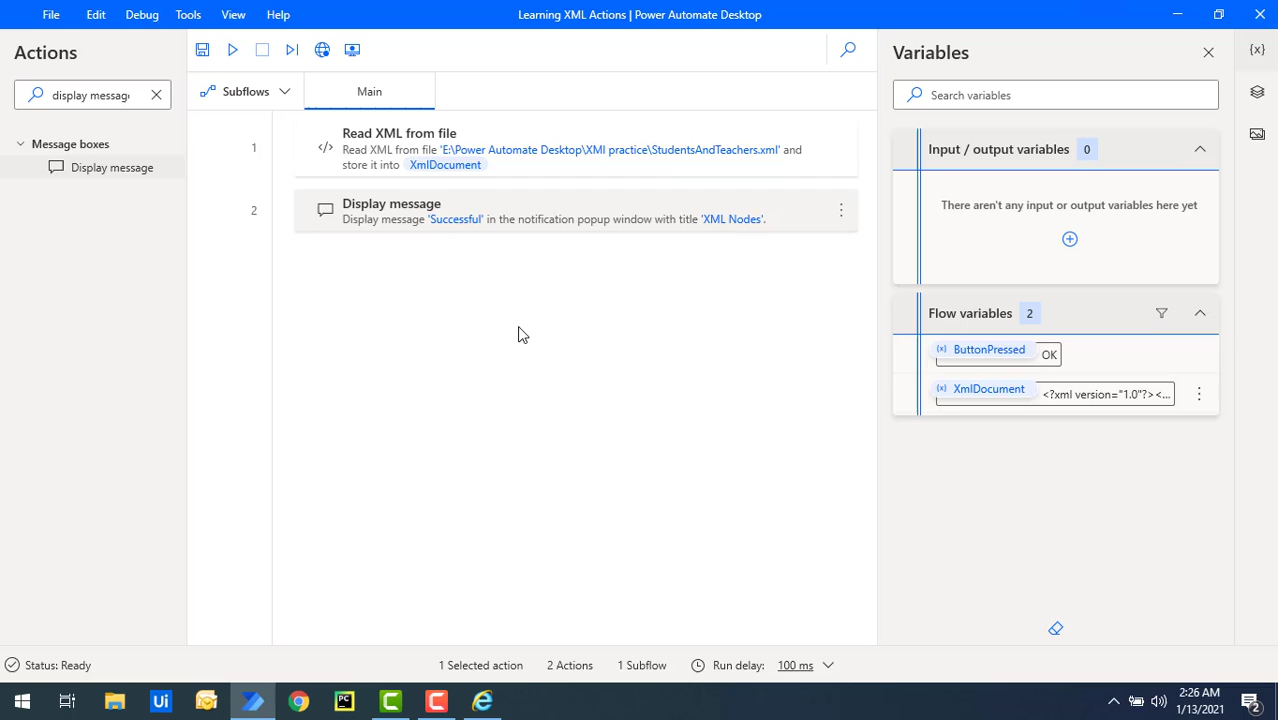 File Edit Debug Tools View Help Learning XML Actions | Power Automate Desktop
Actions
display message
Message boxes
Display message
Subflows
Main
1
Read XML from file
Read XML from file 'E:\Power Automate Desktop\XMl practice\StudentsAndTeachers.xml' and
store it into XmlDocument
2
Display message
Display message 'Successful' in the notification popup window with title 'XML Nodes'.
Variables
{x}
Search variables
Input / output variables 0
There aren't any input or output variables here yet
Flow variables 2
(x) ButtonPressed OK
(x) XmlDocument <?xml version="1.0"?><...
Status: Ready 1 Selected action 2 Actions 1 Subflow Run delay: 100 ms
Ui
PC
C
C
2:26 AM
1/13/2021
2